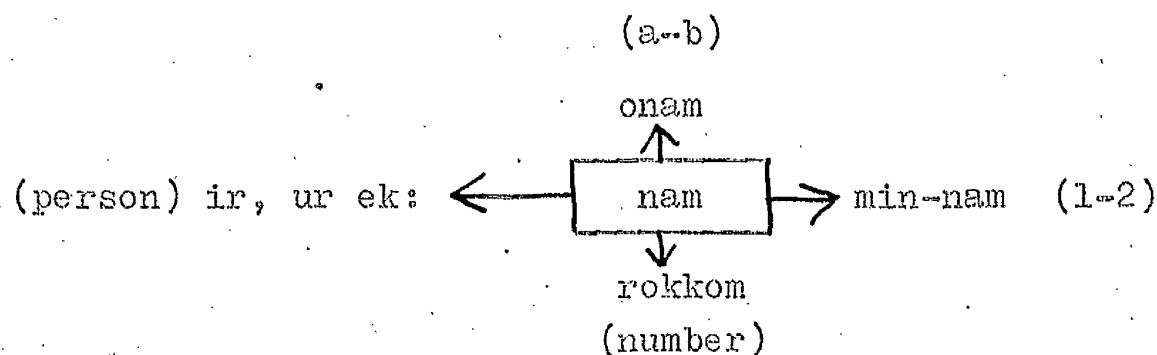 (a-b)
onam
(person) ir, ur ek: nam min-nam (1-2)
rokkom
(number)